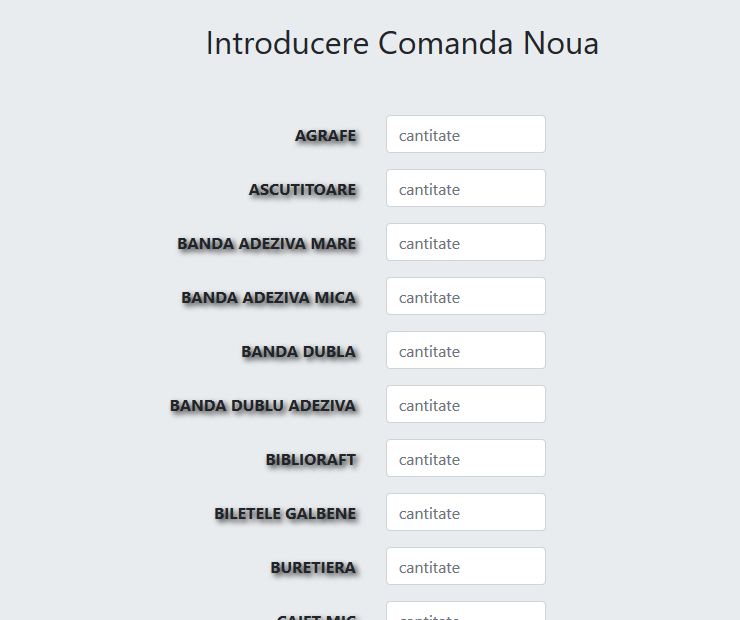 Introducere Comanda Noua
AGRAFE cantitate
ASCUTITOARE cantitate
BANDA ADEZIVA MARE cantitate
BANDA ADEZIVA MICA cantitate
BANDA DUBLA cantitate
BANDA DUBLU ADEZIVA cantitate
BIBLIORAFT cantitate
BILETELE GALBENE cantitate
BURETIERA cantitate
CAIET MIC cantitate